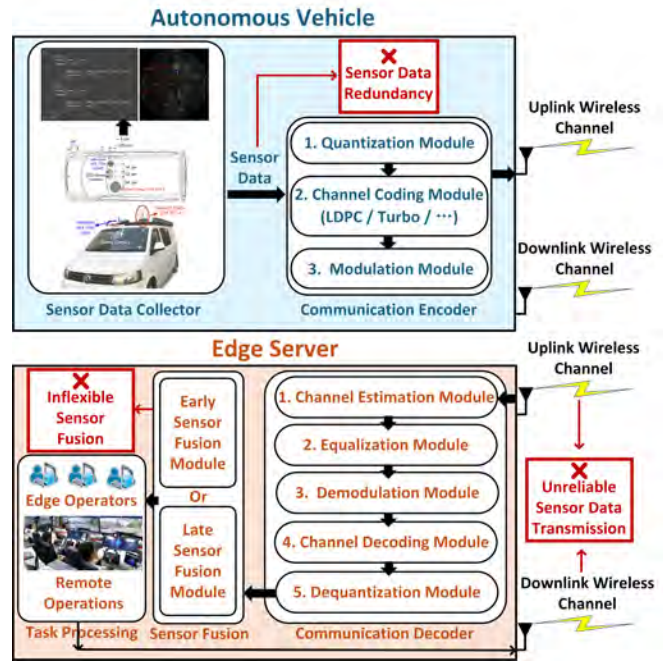 Autonomous Vehicle
Sensor Data
Redundancy
Sensor
Data
1. Quantization Module
2. Channel Coding Module
(LDPC / Turbo / ⋯)
3. Modulation Module
Sensor Data Collector
Communication Encoder
Uplink Wireless
Channel
Downlink Wireless
Channel
Edge Server
Inflexible
Sensor
Fusion
Edge Operators
Remote
Operations
Task Processing
Early
Sensor
Fusion
Module
Or
Late
Sensor
Fusion
Module
Sensor Fusion
1. Channel Estimation Module
2. Equalization Module
3. Demodulation Module
4. Channel Decoding Module
5. Dequantization Module
Communication Decoder
Uplink Wireless
Channel
Unreliable
Sensor Data
Transmission
Downlink Wireless
Channel